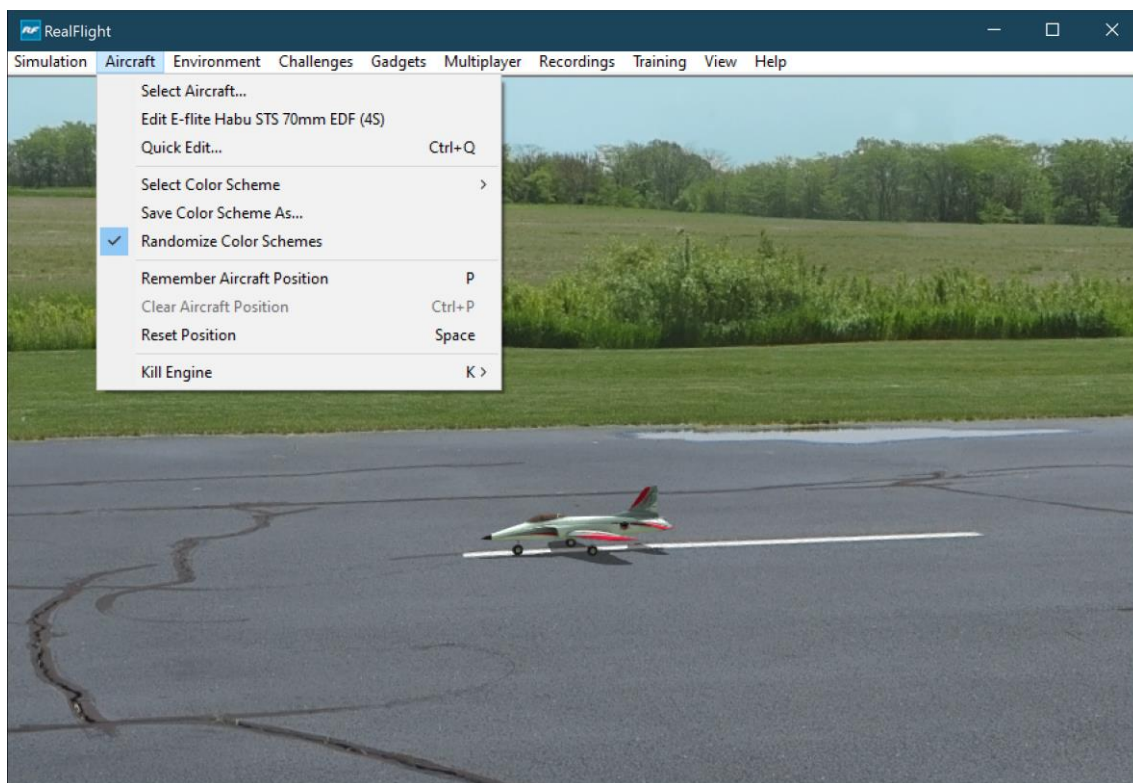 RealFlight
Simulation Aircraft Environment Challenges Gadgets Multiplayer Recordings Training View Help
Select Aircraft...
Edit E-flite Habu STS 70mm EDF (4S)
Quick Edit... Ctrl+Q
Select Color Scheme
Save Color Scheme As...
Randomize Color Schemes
Remember Aircraft Position P
Clear Aircraft Position Ctrl+P
Reset Position Space
Kill Engine K